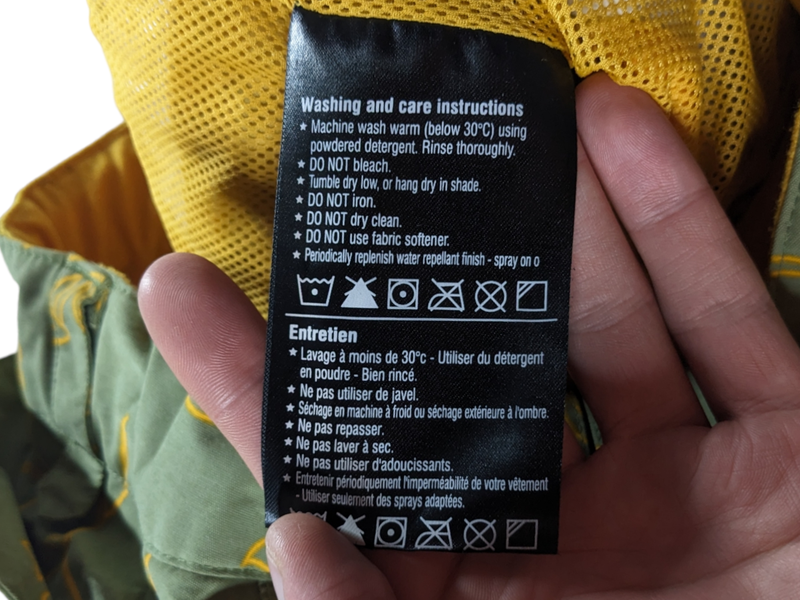 Washing and care instructions
★ Machine wash warm (below 30°C) using
powdered detergent. Rinse thoroughly.
★ DO NOT bleach.
★ Tumble dry low, or hang dry in shade.
★ DO NOT iron.
★ DO NOT dry clean.
★ DO NOT use fabric softener.
★ Periodically replenish water repellant finish - spray on o
Entretien
★ Lavage à moins de 30°c - Utiliser du détergent
en poudre - Bien rincé.
★ Ne pas utiliser de javel.
★ Séchage en machine à froid ou séchage extérieure à l'ombre.
★ Ne pas repasser.
★ Ne pas laver à sec.
★ Ne pas utiliser d'adoucissants.
★ Entretenir périodiquement l'imperméabilité de votre vêtement
- Utiliser seulement des sprays adaptées.